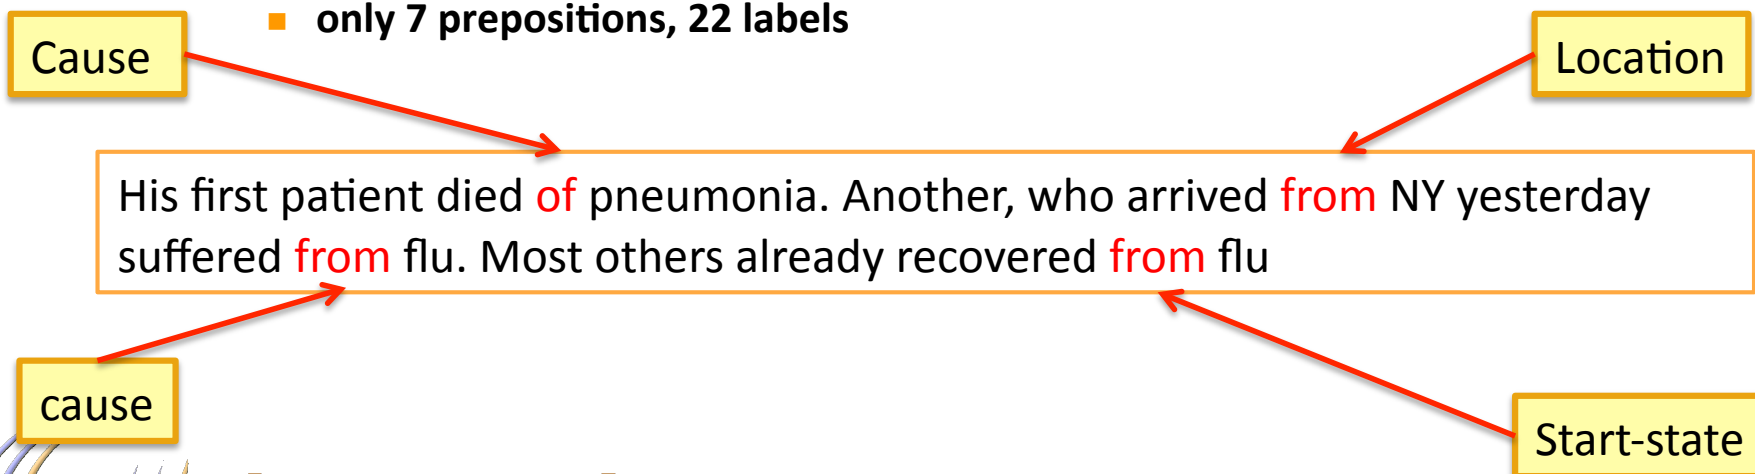 only 7 prepositions, 22 labels
Cause
Location
His first patient died of pneumonia. Another, who arrived from NY yesterday
suffered from flu. Most others already recovered from flu
cause
Start-state